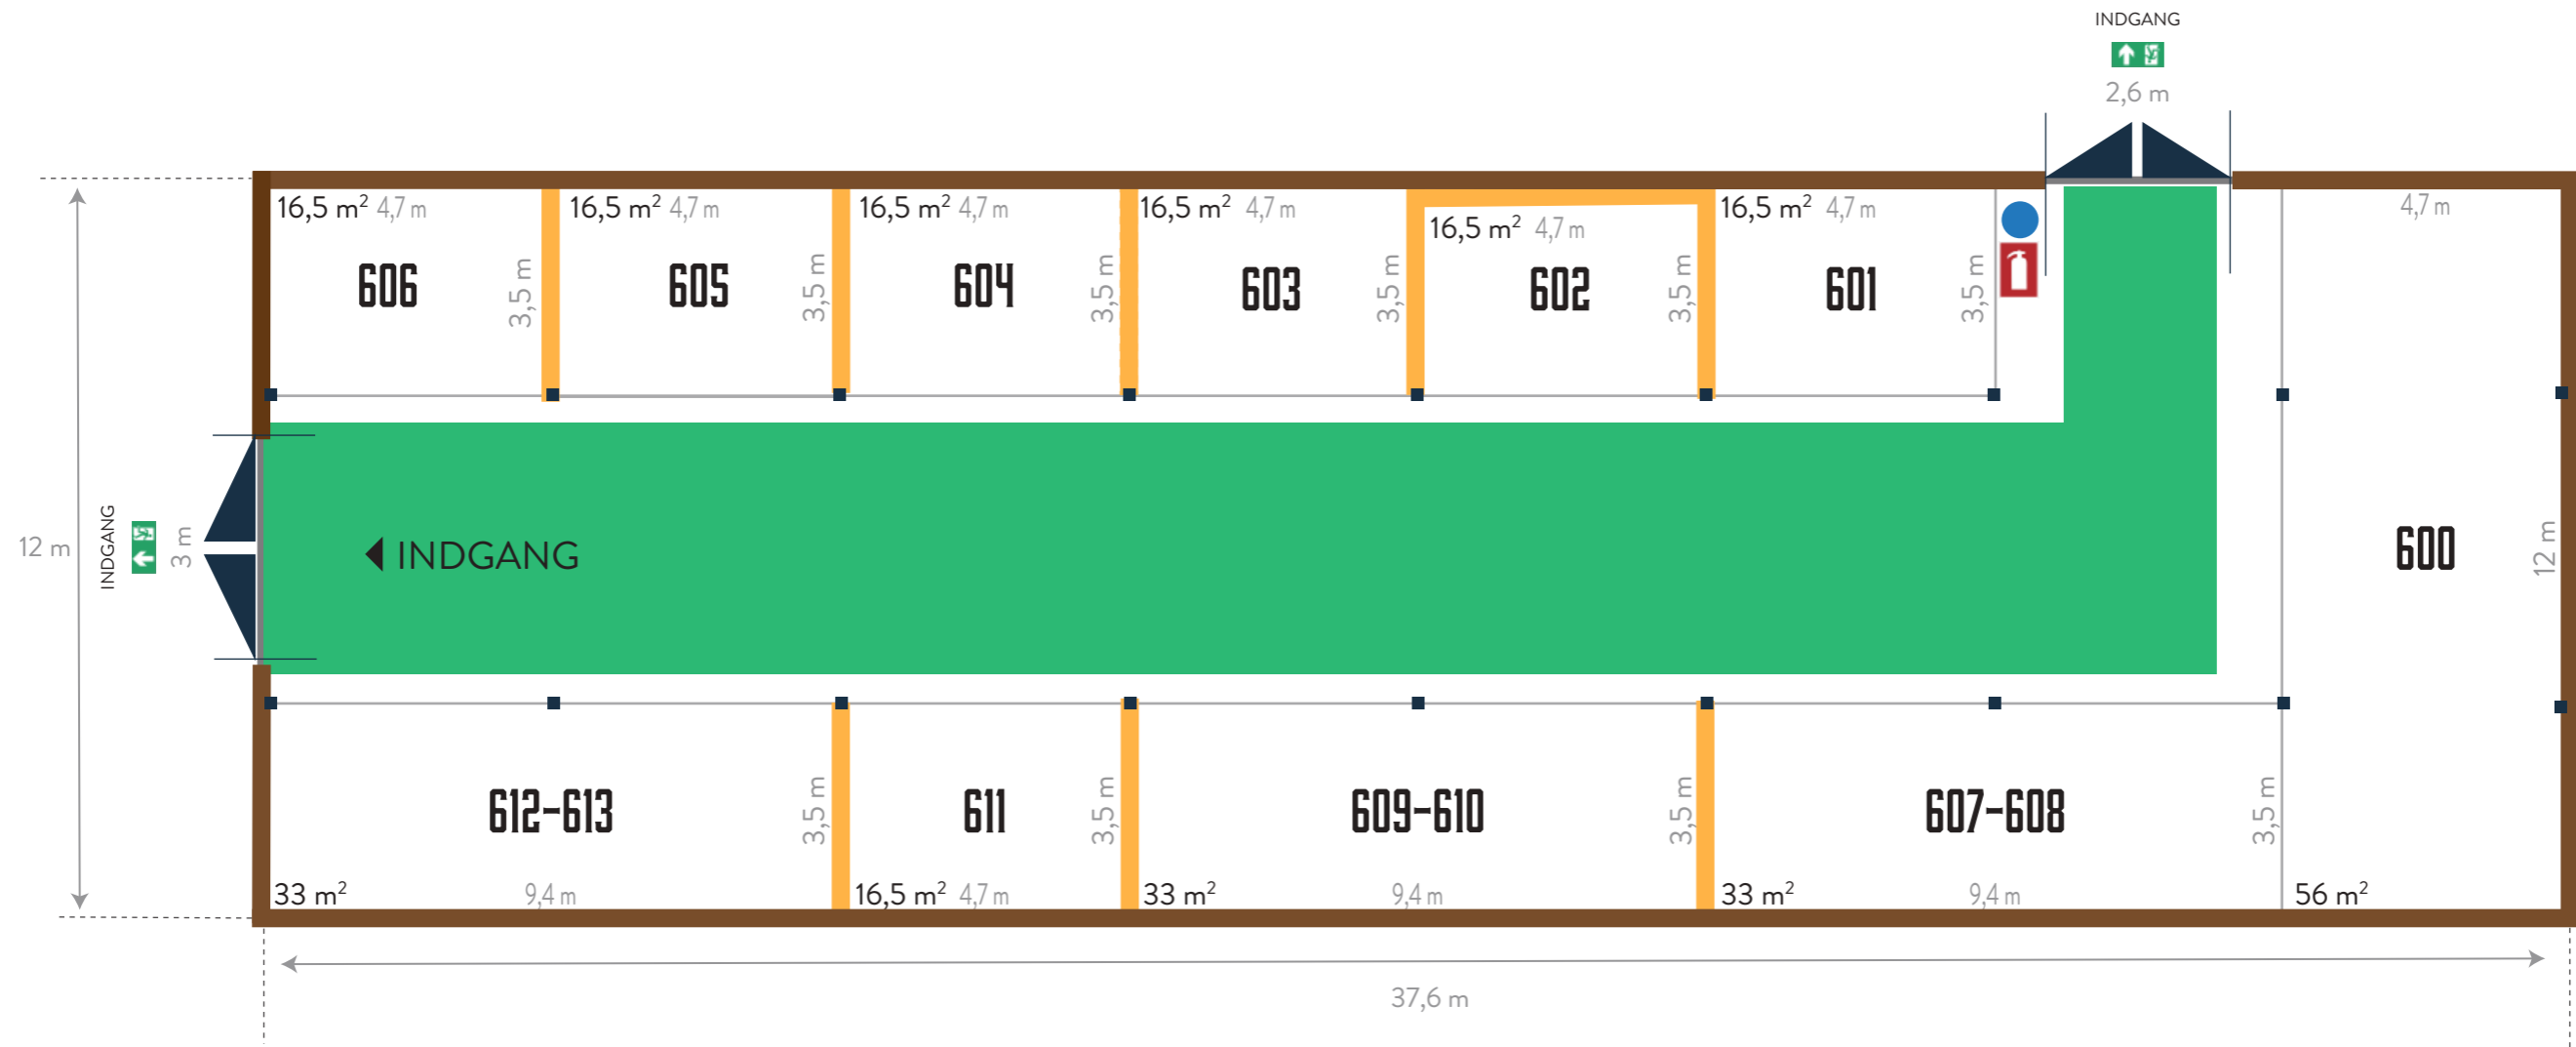 INDGANG
2,6 m
16,5 m² 4,7 m
16,5 m² 4,7 m
16,5 m² 4,7 m
16,5 m² 4,7 m
16,5 m² 4,7 m
16,5 m² 4,7 m
4,7 m
606
3,5 m
605
3,5 m
604
3,5 m
603
3,5 m
602
3,5 m
601
3,5 m
12 m
INDGANG
3 m
INDGANG
600
12 m
612-613
3,5 m
611
3,5 m
609-610
3,5 m
607-608
3,5 m
33 m²
9,4 m
16,5 m² 4,7 m
33 m²
9,4 m
33 m²
9,4 m
56 m²
37,6 m